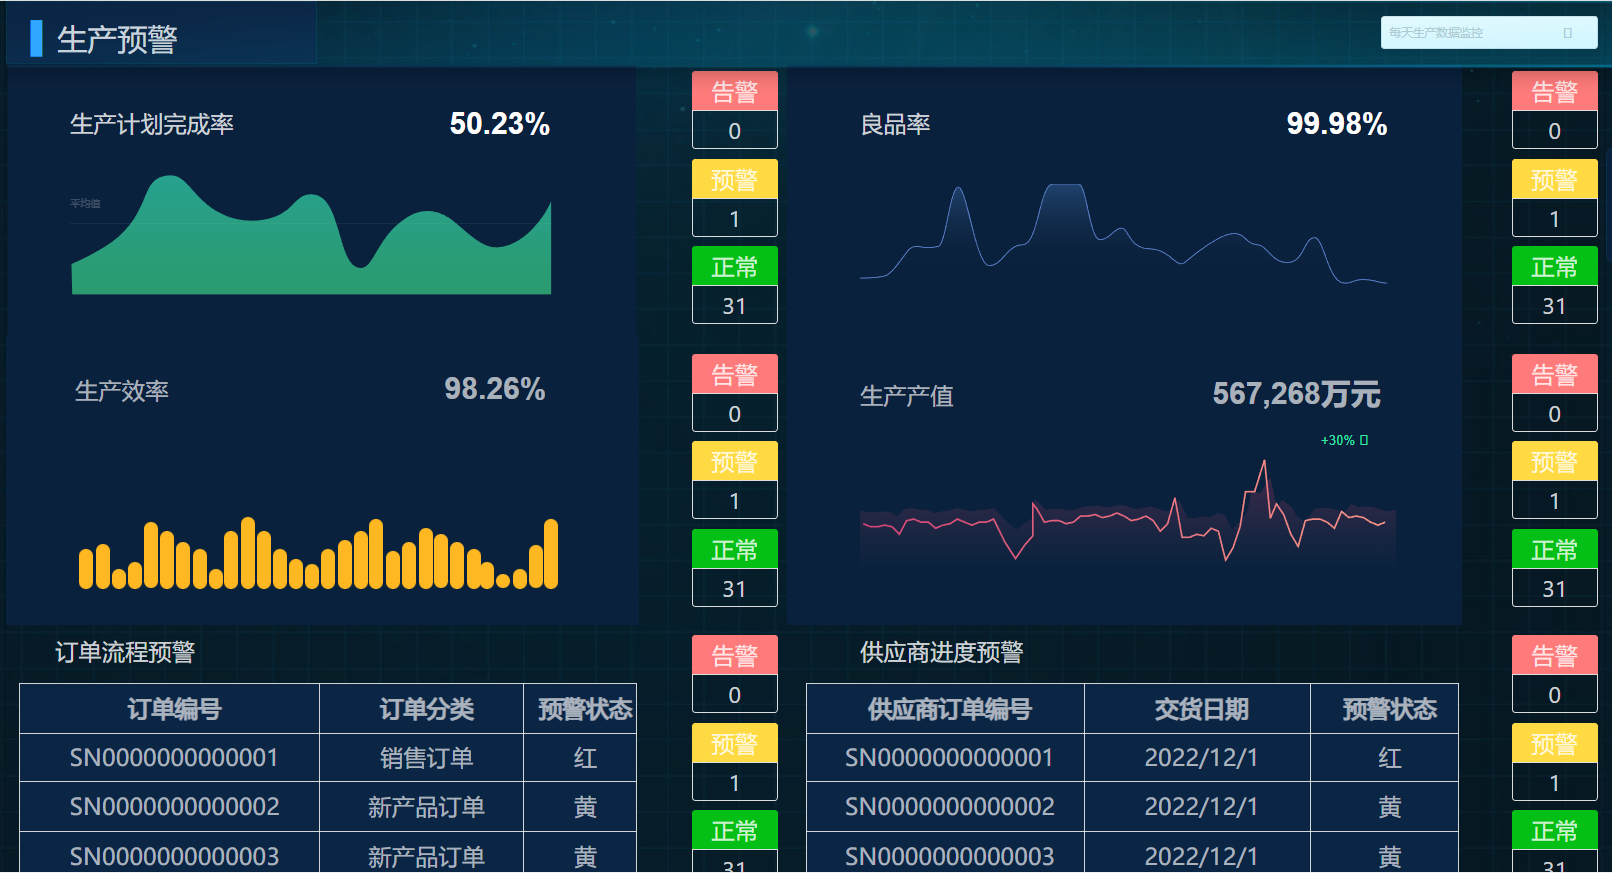 生产预警
每天生产数据监控
生产计划完成率 50.23%
平均值
告警
0
预警
1
正常
31
良品率 99.98%
告警
0
预警
1
正常
31
生产效率 98.26%
告警
0
预警
1
正常
31
生产产值 567,268万元
+30%
告警
0
预警
1
正常
31
订单流程预警
订单编号 订单分类 预警状态
SN0000000000001 销售订单 红
SN0000000000002 新产品订单 黄
SN0000000000003 新产品订单 黄
告警
0
预警
1
正常
31
供应商进度预警
供应商订单编号 交货日期 预警状态
SN0000000000001 2022/12/1 红
SN0000000000002 2022/12/1 黄
SN0000000000003 2022/12/1 黄
告警
0
预警
1
正常
31